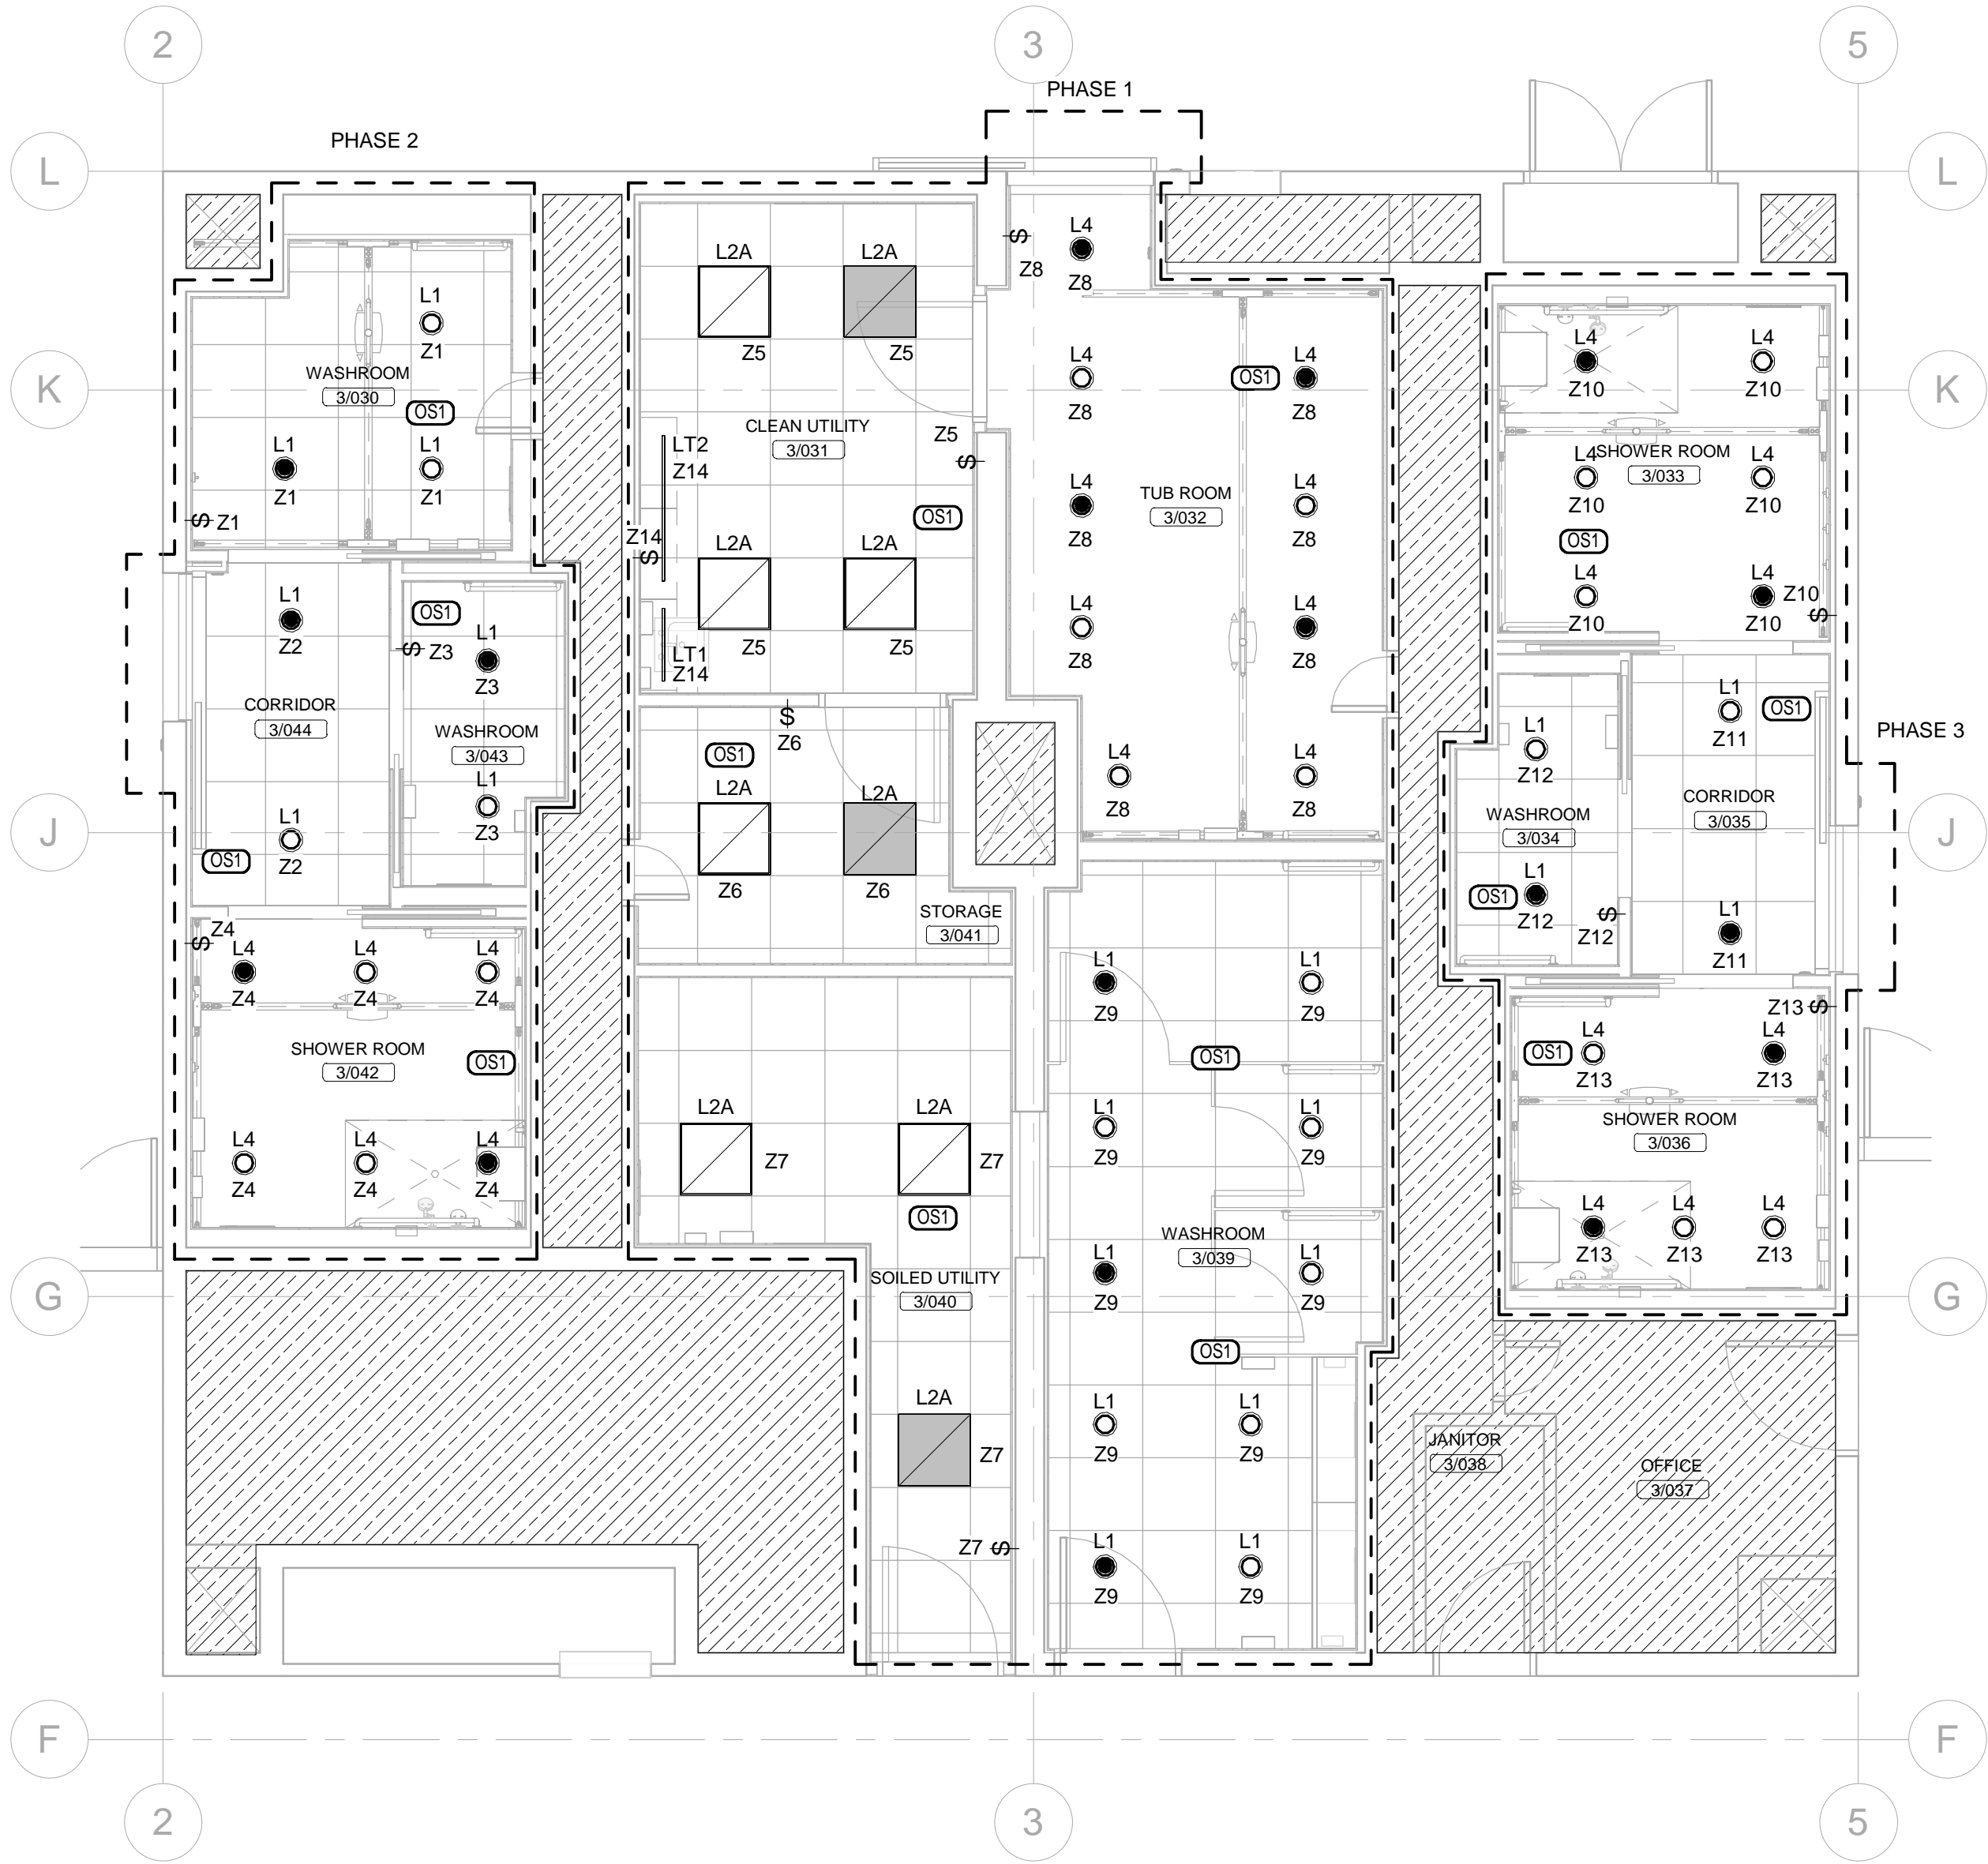 2
3
5
PHASE 1
PHASE 2
L
L
L4
Z8
Z8
L2A
L2A
Z5
Z5
L1
Z1
WASHROOM
3/030
OS1
L1
Z1
L1
Z1
$ Z1
K
K
CLEAN UTILITY
3/031
Z5
$
LT2
Z14
OS1
Z14
$
L2A
Z5
L2A
Z5
LT1
Z14
L4
Z8
OS1
L4
Z8
L4
Z8
TUB ROOM
3/032
L4
Z8
L4
Z8
L4
Z8
L4
Z8
L4
Z8
L4
Z10
L4
Z10
L4
Z10
SHOWER ROOM
3/033
L4
Z10
OS1
L4
Z10
L4
Z10
Z10
$
L1
Z2
OS1
$ Z3
L1
Z3
CORRIDOR
3/044
WASHROOM
3/043
L1
Z3
L1
Z2
OS1
J
J
$
Z6
OS1
L2A
Z6
L2A
Z6
STORAGE
3/041
L1
Z12
L1
Z11
OS1
PHASE 3
WASHROOM
3/034
CORRIDOR
3/035
OS1
L1
Z12
$
Z12
L1
Z11
$ Z4
L4
Z4
L4
Z4
L4
Z4
SHOWER ROOM
3/042
OS1
L4
Z4
L4
Z4
L4
Z4
L2A
Z7
L2A
Z7
OS1
SOILED UTILITY
3/040
L2A
Z7
Z7 $
L1
Z9
L1
Z9
OS1
L1
Z9
L1
Z9
WASHROOM
3/039
L1
Z9
L1
Z9
OS1
L1
Z9
L1
Z9
L1
Z9
L1
Z9
Z13 $
OS1
L4
Z13
L4
Z13
SHOWER ROOM
3/036
L4
Z13
L4
Z13
L4
Z13
G
G
JANITOR
3/038
OFFICE
3/037
F
F
2
3
5